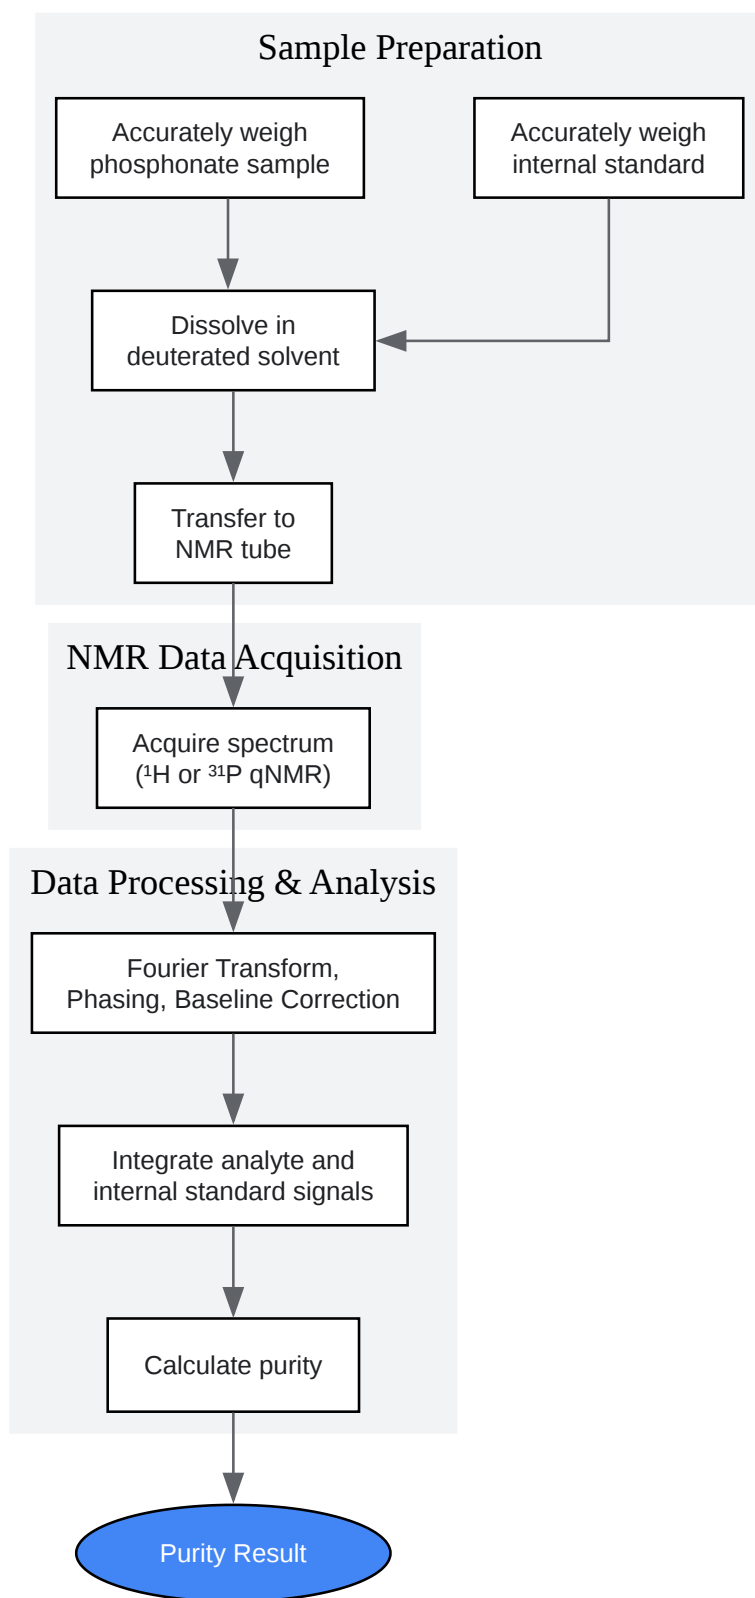 Sample Preparation
Accurately weigh
phosphonate sample
Accurately weigh
internal standard
Dissolve in
deuterated solvent
Transfer to
NMR tube
NMR Data Acquisition
Acquire spectrum
(¹H or ³¹P qNMR)
Data Processing & Analysis
Fourier Transform,
Phasing, Baseline Correction
Integrate analyte and
internal standard signals
Calculate purity
Purity Result